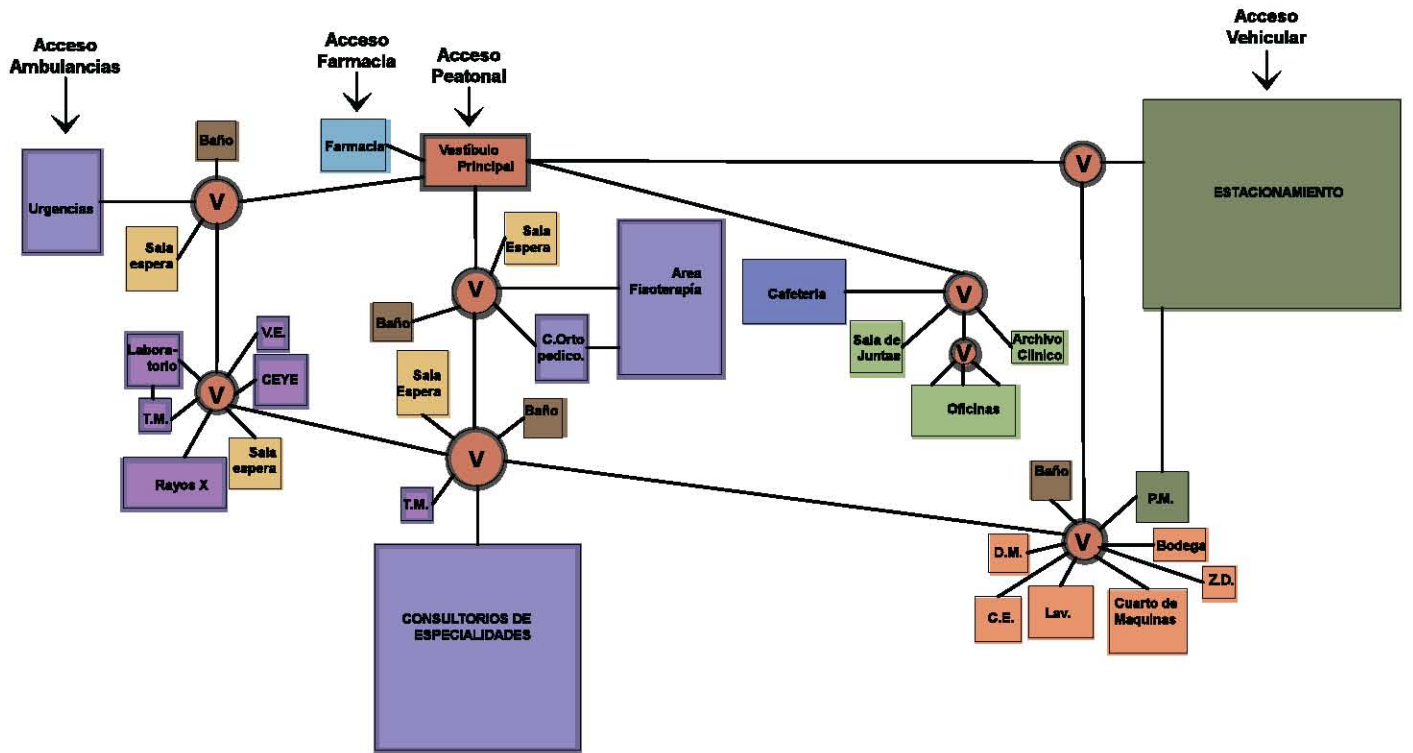 Acceso
Ambulancias
Acceso
Farmacia
Acceso
Peatonal
Acceso
Vehicular
Urgencias
Baño
V
Sala
espera
Farmacia
Vestíbulo
Principal
V
ESTACIONAMIENTO
Sala
Espera
V
Baño
Area
Fisoterapía
C.Orto
pedico.
Cafeteria
V
Sala de
Juntas
Archivo
Clinico
V
Oficinas
Labora-
torio
V.E.
V
CEYE
T.M.
Rayos X
Sala
espera
Sala
Espera
Baño
V
T.M.
CONSULTORIOS DE
ESPECIALIDADES
Baño
P.M.
V
D.M.
Bodega
Z.D.
C.E.
Lav.
Cuarto de
Maquinas